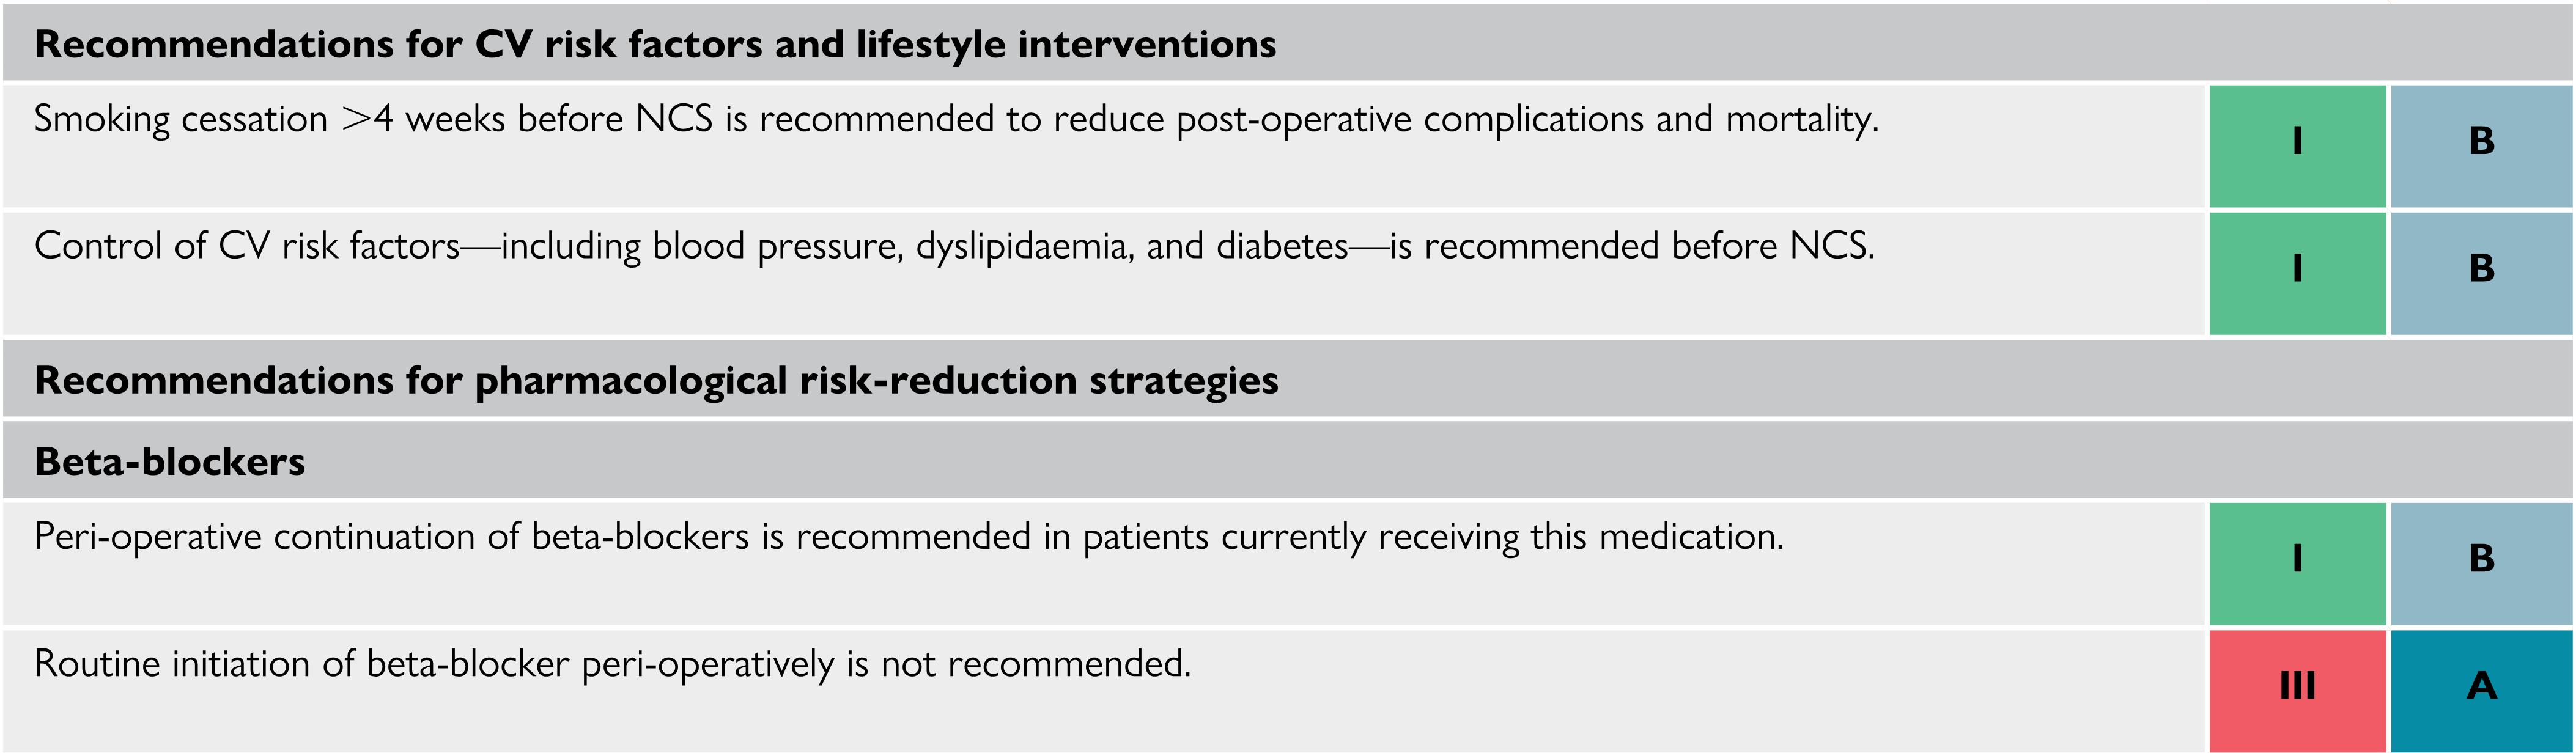 Recommendations for CV risk factors and lifestyle interventions
Smoking cessation >4 weeks before NCS is recommended to reduce post-operative complications and mortality.
I
B
Control of CV risk factors—including blood pressure, dyslipidaemia, and diabetes—is recommended before NCS.
I
B
Recommendations for pharmacological risk-reduction strategies
Beta-blockers
Peri-operative continuation of beta-blockers is recommended in patients currently receiving this medication.
I
B
Routine initiation of beta-blocker peri-operatively is not recommended.
III
A